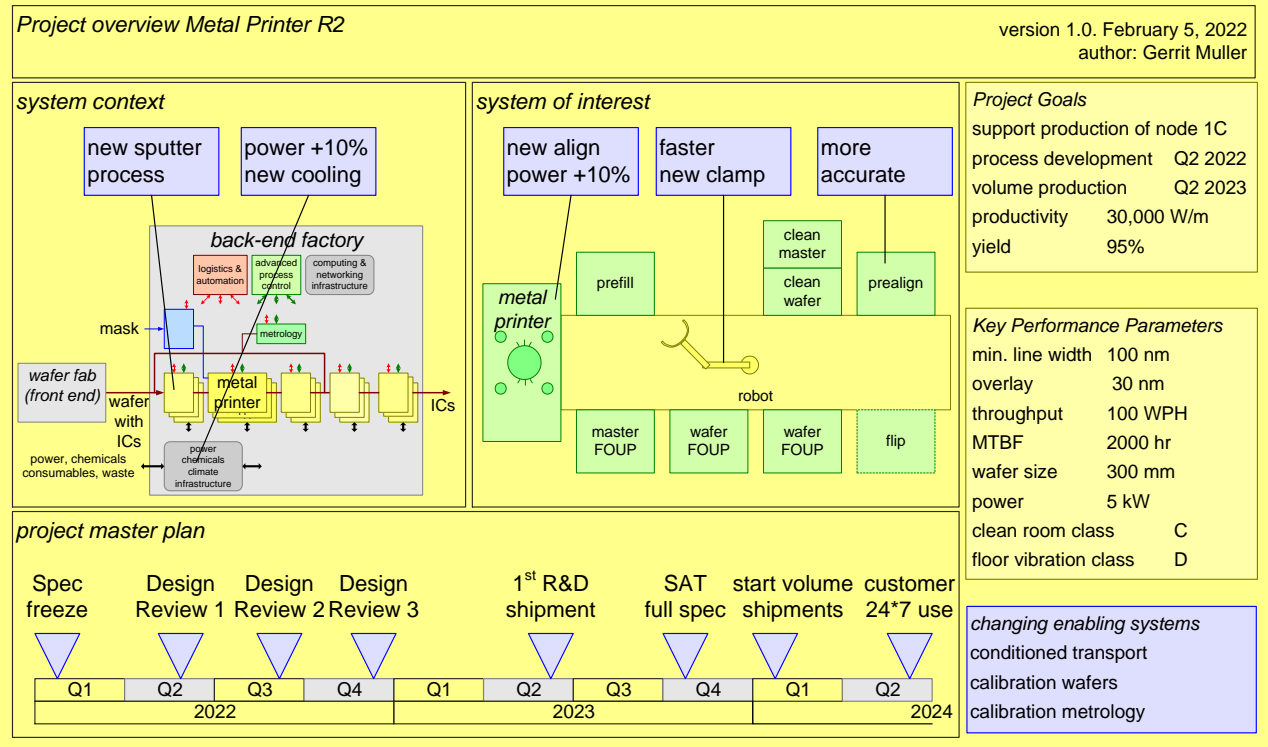 Project overview Metal Printer R2
version 1.0. February 5, 2022
author: Gerrit Muller
system context
new sputter
process
power +10%
new cooling
back-end factory
logistics &
automation
advanced
process
control
computing &
networking
infrastructure
mask
metrology
wafer fab
(front end)
metal
printer
wafer
with
ICs
ICs
power, chemicals
consumables, waste
power
chemicals
climate
infrastructure
system of interest
new align
power +10%
faster
new clamp
more
accurate
clean
master
prefill
clean
wafer
prealign
metal
printer
robot
master
FOUP
wafer
FOUP
wafer
FOUP
flip
Project Goals
support production of node 1C
process development Q2 2022
volume production Q2 2023
productivity 30,000 W/m
yield 95%
Key Performance Parameters
min. line width 100 nm
overlay 30 nm
throughput 100 WPH
MTBF 2000 hr
wafer size 300 mm
power 5 kW
clean room class C
floor vibration class D
project master plan
Spec
freeze
Design
Review 1
Design
Review 2
Design
Review 3
1st R&D
shipment
SAT
full spec
start volume
shipments
customer
24*7 use
Q1 Q2 Q3 Q4 Q1 Q2 Q3 Q4 Q1 Q2
2022 2023 2024
changing enabling systems
conditioned transport
calibration wafers
calibration metrology